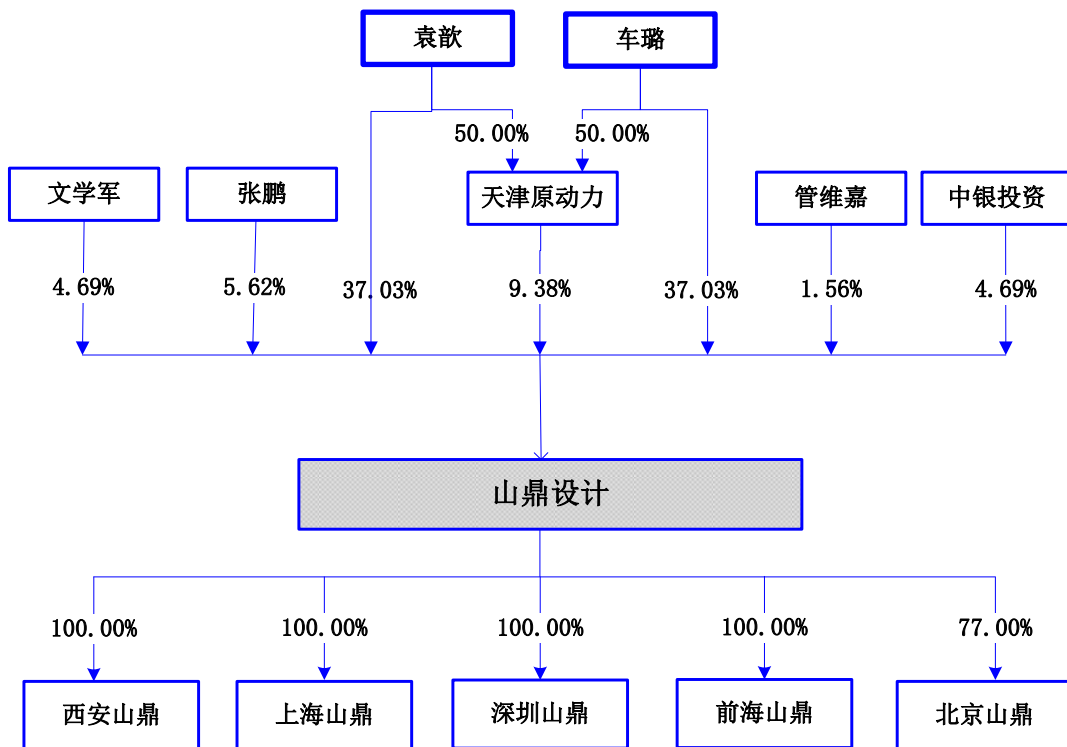 袁歆
车璐
50.00%
50.00%
文学军
张鹏
天津原动力
管维嘉
中银投资
4.69%
5.62%
37.03%
9.38%
37.03%
1.56%
4.69%
山鼎设计
100.00%
100.00%
100.00%
100.00%
77.00%
西安山鼎
上海山鼎
深圳山鼎
前海山鼎
北京山鼎